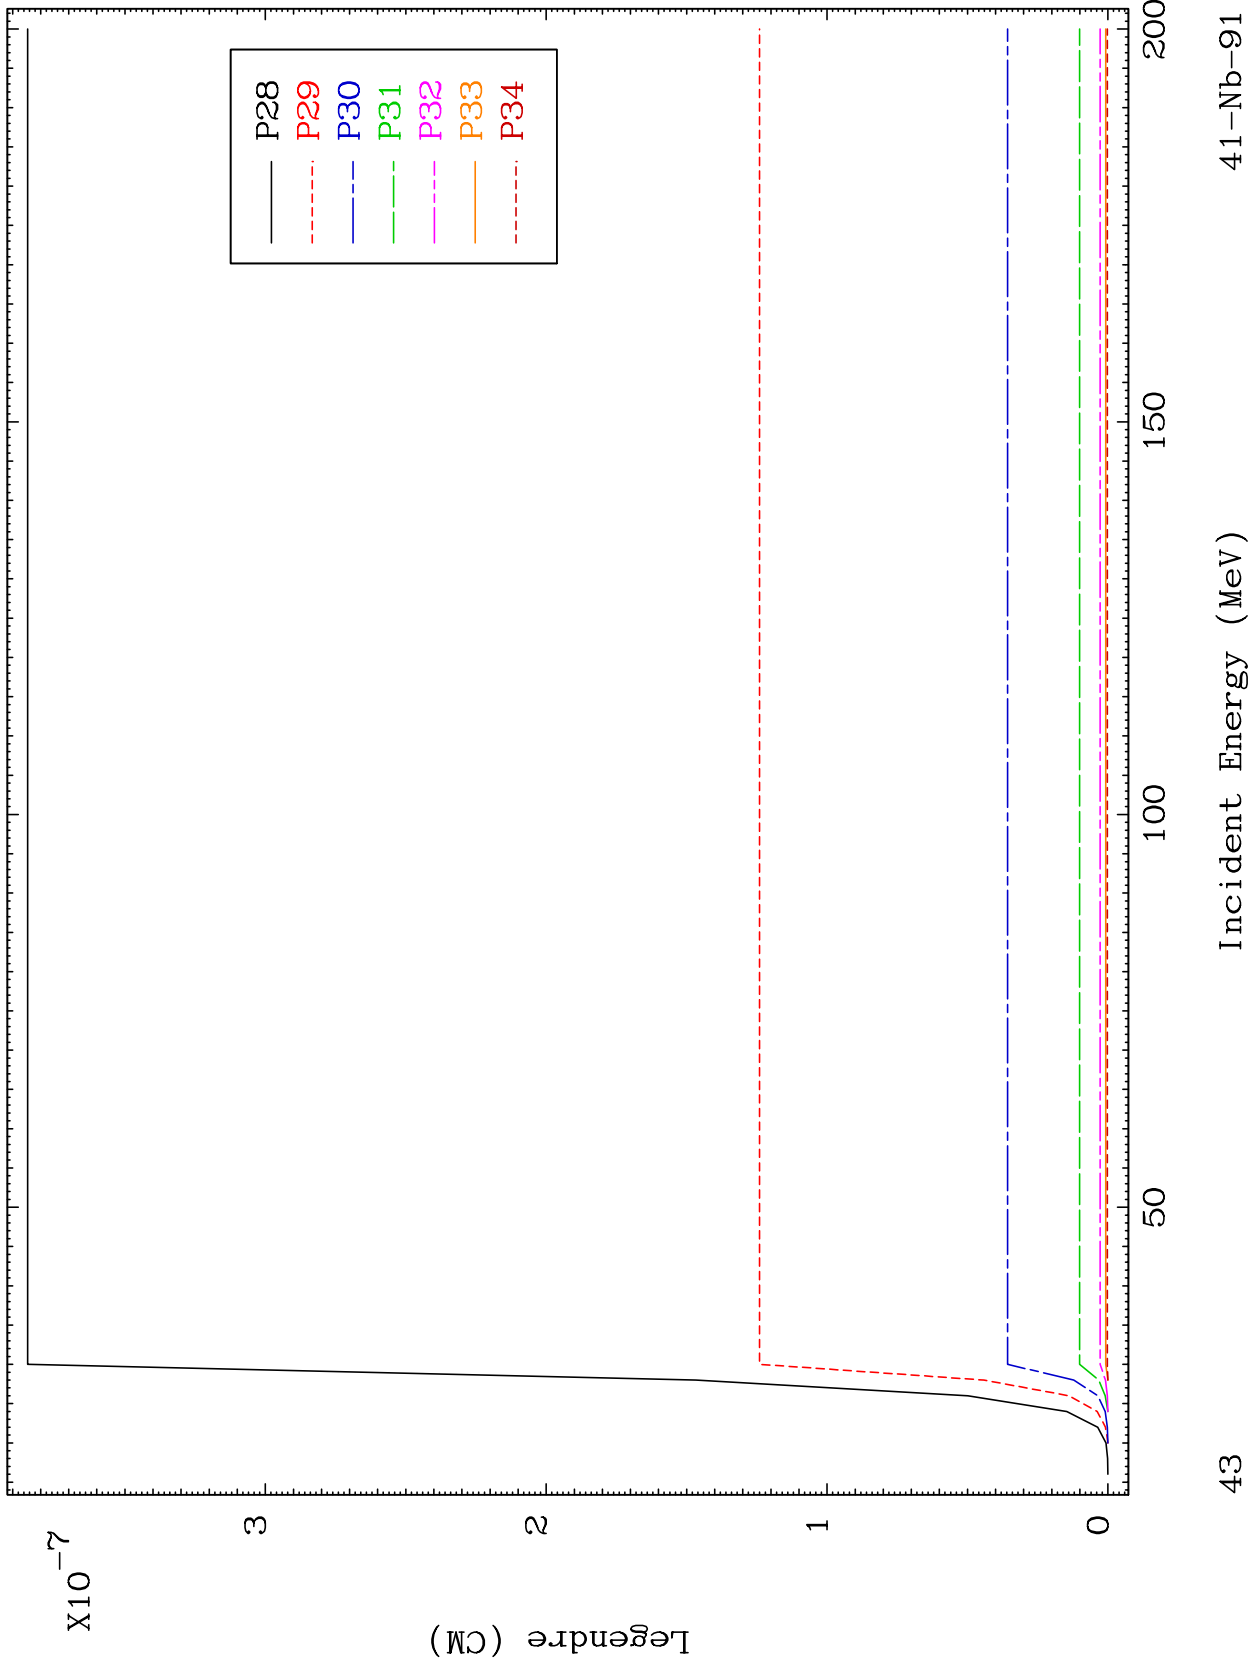 X10-7
3
2
1
0
Legendre (CM)
P28
P29
P30
P31
P32
P33
P34
50
100
150
200
Incident Energy (MeV)
43
41-Nb-91